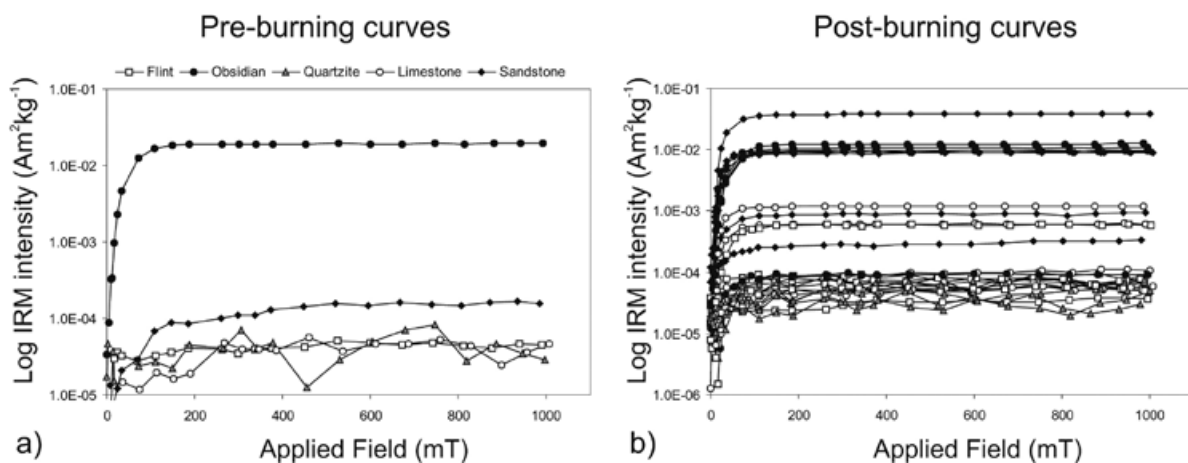 Pre-burning curves
Flint Obsidian Quartzite Limestone Sandstone
Log IRM intensity (Am²kg⁻¹)
1.0E-01
1.0E-02
1.0E-03
1.0E-04
1.0E-05
0 200 400 600 800 1000
Applied Field (mT)
a)
Post-burning curves
Log IRM intensity (Am²kg⁻¹)
1.0E-01
1.0E-02
1.0E-03
1.0E-04
1.0E-05
1.0E-06
0 200 400 600 800 1000
Applied Field (mT)
b)